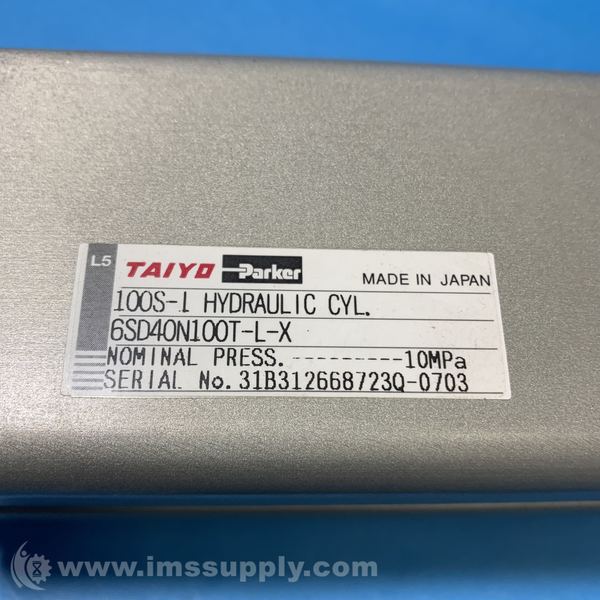 L5 TAIYO Parker MADE IN JAPAN
100S-1 HYDRAULIC CYL.
6SD40N100T-L-X
NOMINAL PRESS.----------10MPa
SERIAL No.31B312668723Q-0703
www.imssupply.com